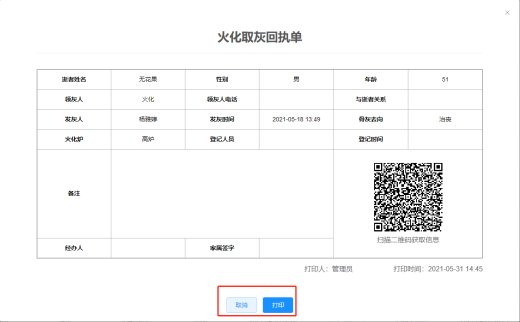 火化取灰回执单
逝者姓名 无花果 性别 男 年龄 51
领灰人 火化 领灰人电话 与逝者关系
发灰人 杨雅婷 发灰时间 2021-05-18 13:49 骨灰去向 治丧
火化炉 高炉 登记人员 登记时间
备注
扫描二维码获取信息
经办人 家属签字
打印人：管理员 打印时间：2021-05-31 14:45
取消 打印